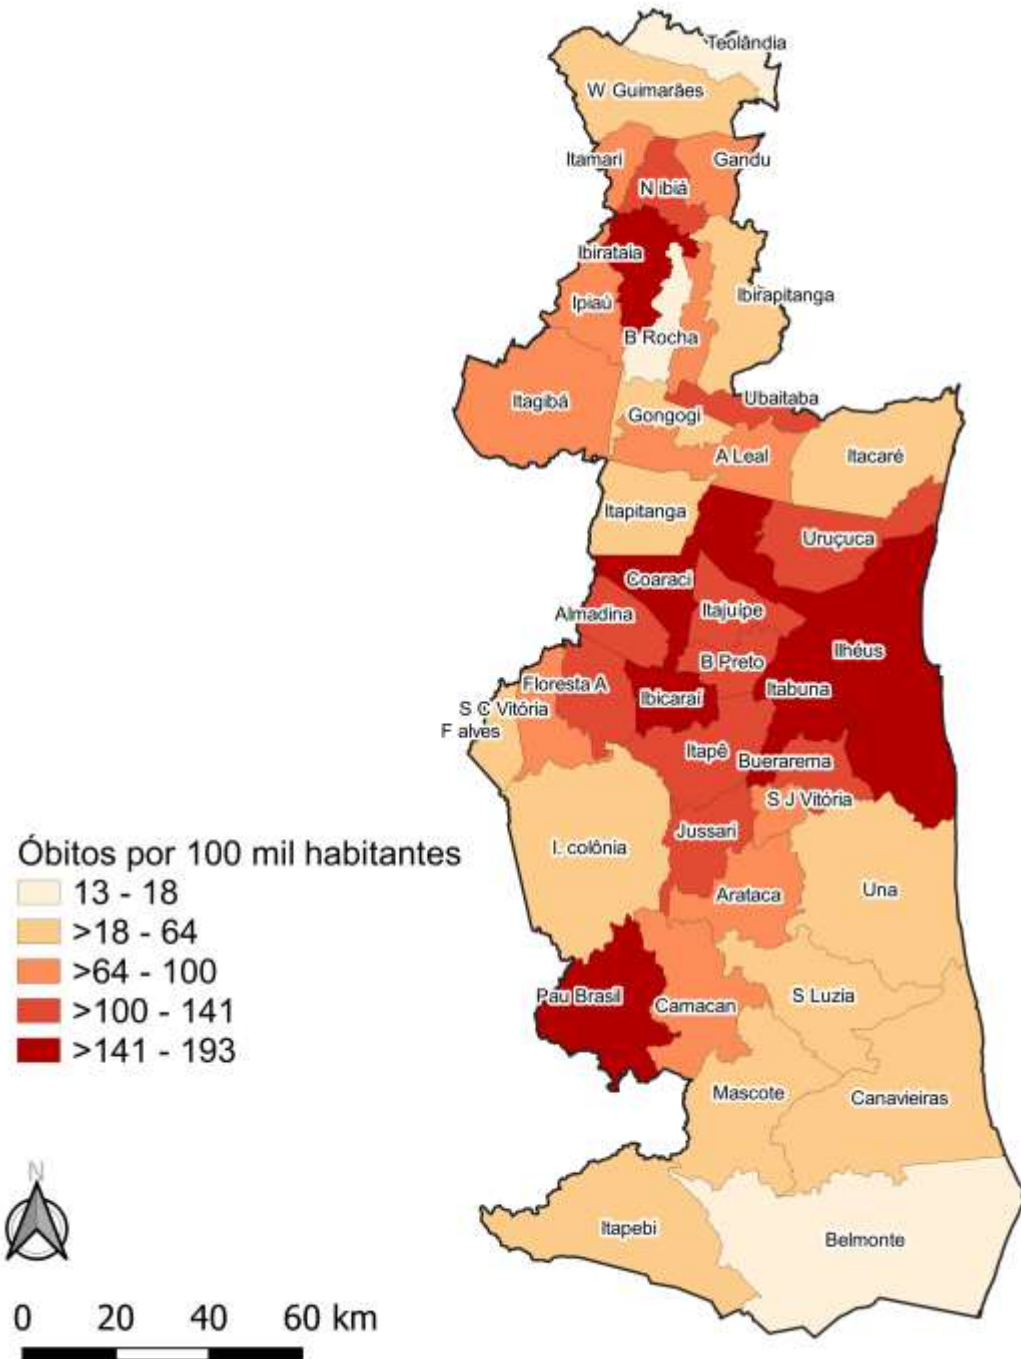 Teolândia
W Guimarães
Itamari
Gandu
N ibiá
Ibirataia
Ipiaú
Ibirapitanga
B Rocha
Itagibá
Gongogi
Ubaitaba
A Leal
Itacaré
Itapitanga
Uruçuca
Coaraci
Almadina
Itajuípe
Ilhéus
B Preto
Floresta A
Ibicaraí
Itabuna
S C Vitória
F alves
Itapê
Buerarema
S J Vitória
Jussari
I. colônia
Arataca
Una
Pau Brasil
Camacan
S Luzia
Mascote
Canavieiras
Itapebi
Belmonte
Óbitos por 100 mil habitantes
13 - 18
>18 - 64
>64 - 100
>100 - 141
>141 - 193
N
0 20 40 60 km